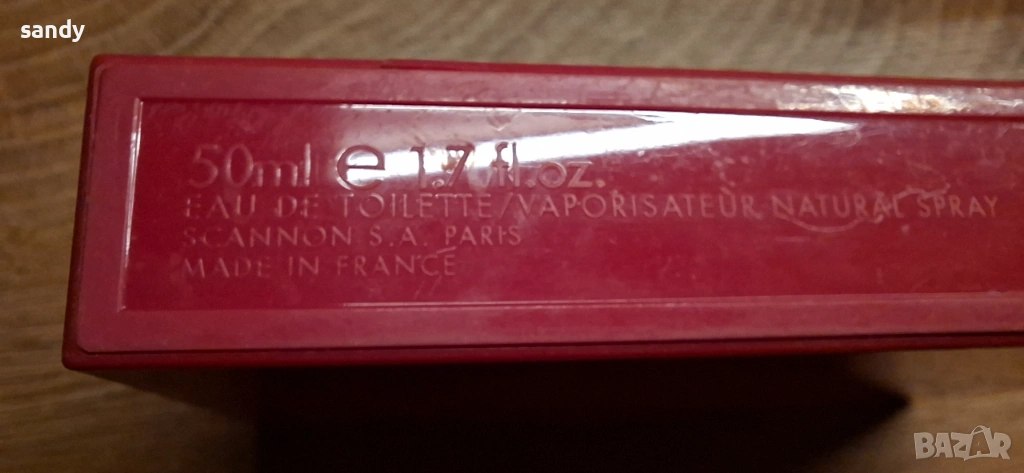 sandy
50ml e 1.7 fl.oz.
EAU DE TOILETTE/VAPORISATEUR NATURAL SPRAY
SCANNON S.A. PARIS
MADE IN FRANCE
BAZAR